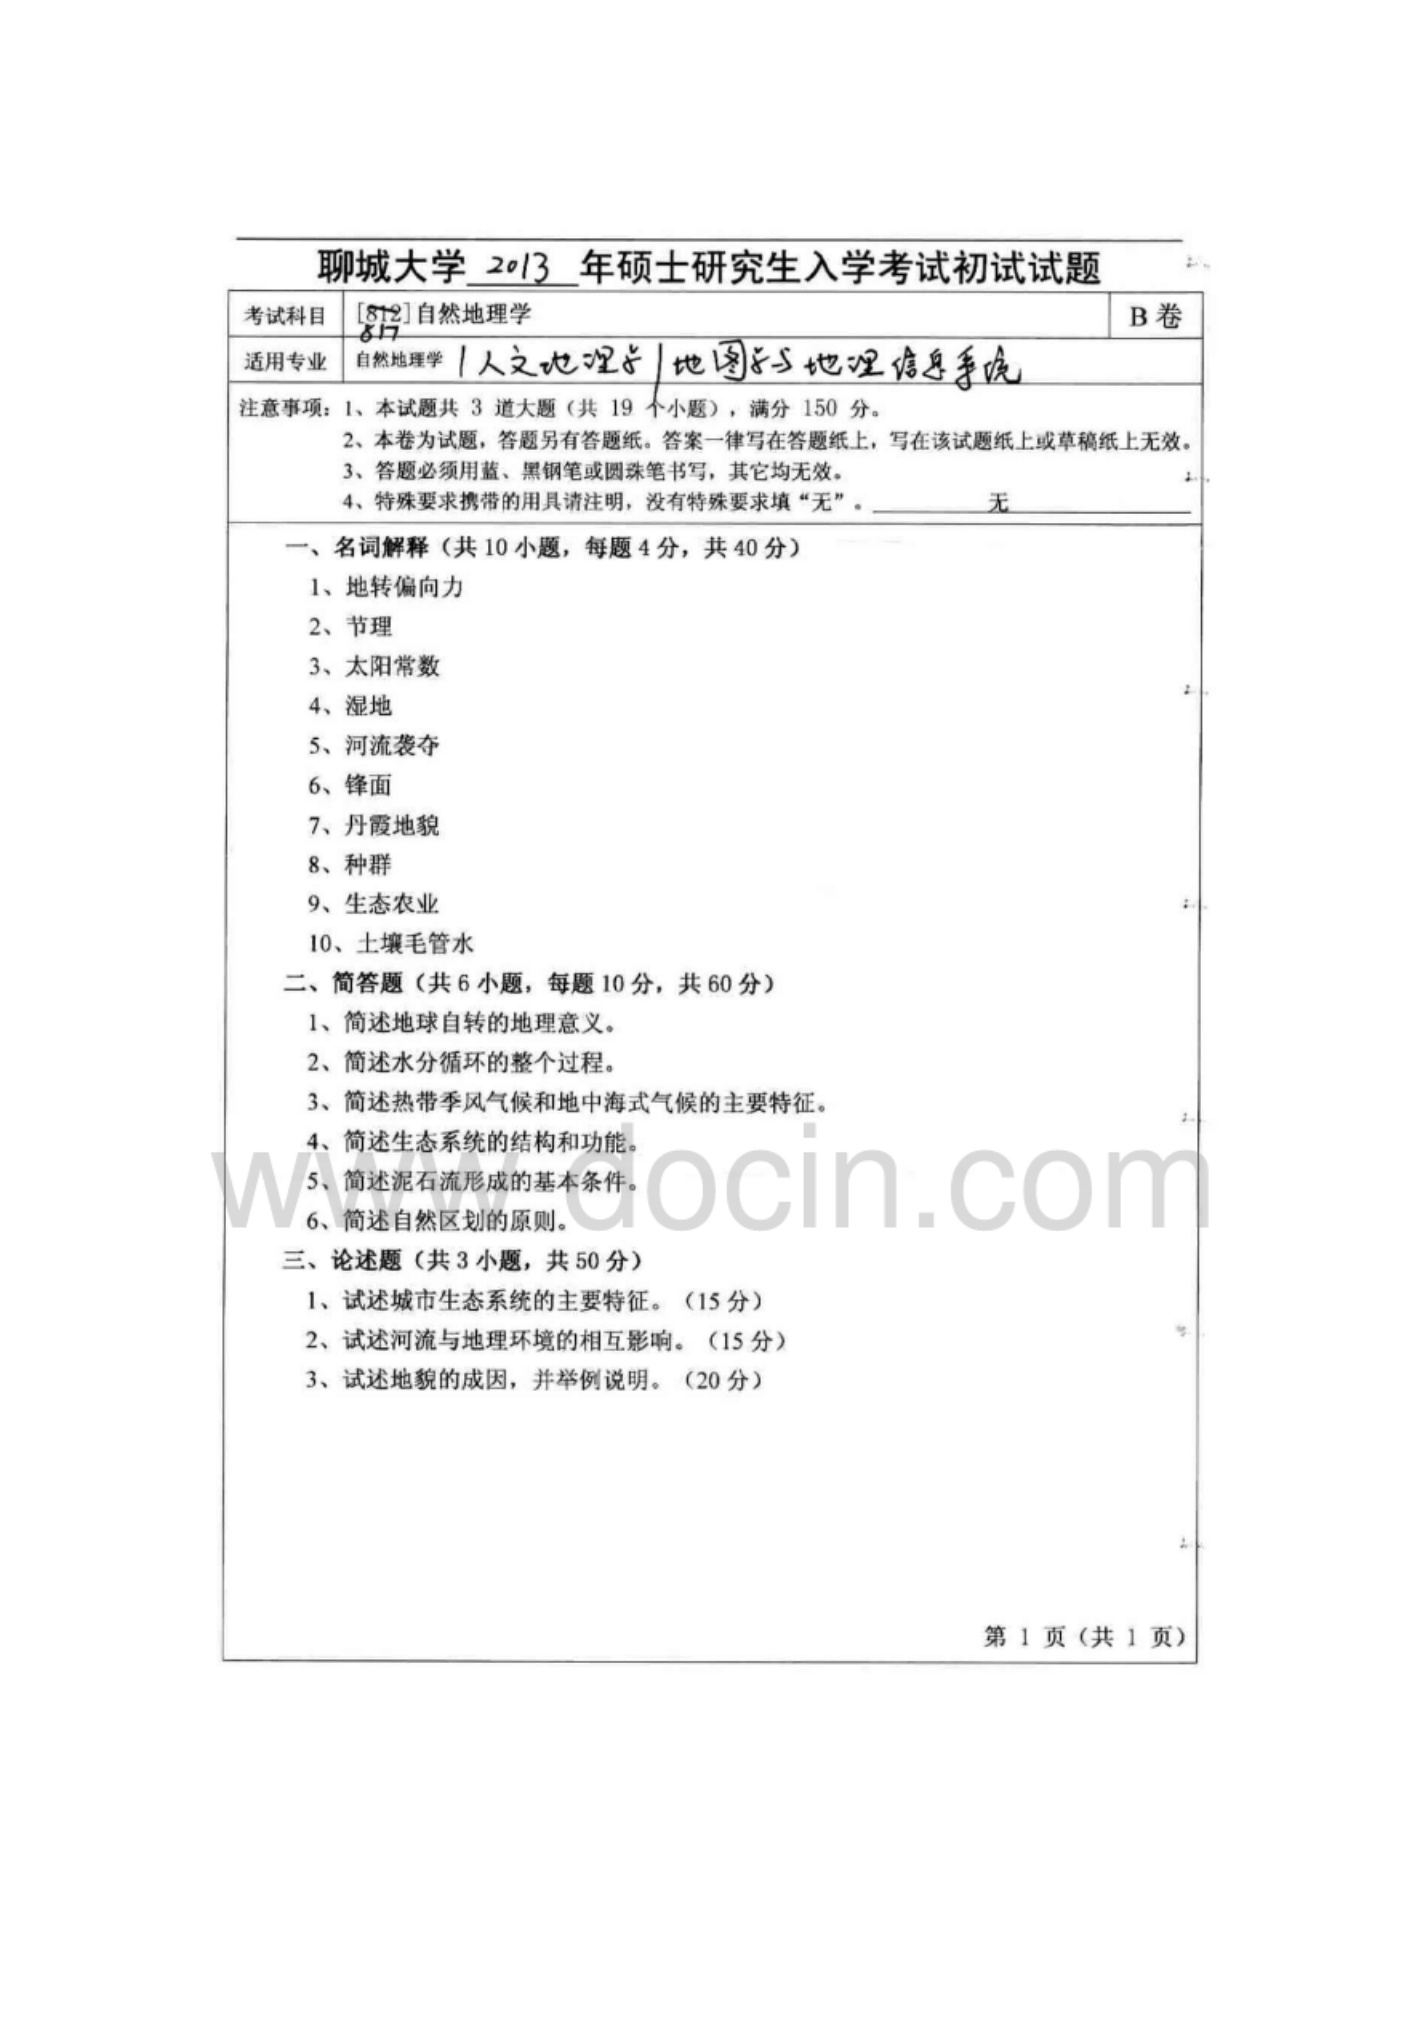 聊城大学 2013 年硕士研究生入学考试初试试题
考试科目 [812]自然地理学 B 卷
817
适用专业 自然地理学 / 人文地理学 / 地图学与地理信息系统
注意事项：1、本试题共 3 道大题（共 19 个小题），满分 150 分。
2、本卷为试题，答题另有答题纸。答案一律写在答题纸上，写在该试题纸上或草稿纸上无效。
3、答题必须用蓝、黑钢笔或圆珠笔书写，其它均无效。
4、特殊要求携带的用具请注明，没有特殊要求填“无”。 无
一、名词解释（共 10 小题，每题 4 分，共 40 分）
1、地转偏向力
2、节理
3、太阳常数
4、湿地
5、河流袭夺
6、锋面
7、丹霞地貌
8、种群
9、生态农业
10、土壤毛管水
二、简答题（共 6 小题，每题 10 分，共 60 分）
1、简述地球自转的地理意义。
2、简述水分循环的整个过程。
3、简述热带季风气候和地中海式气候的主要特征。
4、简述生态系统的结构和功能。
www.docin.com
5、简述泥石流形成的基本条件。
6、简述自然区划的原则。
三、论述题（共 3 小题，共 50 分）
1、试述城市生态系统的主要特征。（15 分）
2、试述河流与地理环境的相互影响。（15 分）
3、试述地貌的成因，并举例说明。（20 分）
第 1 页（共 1 页）